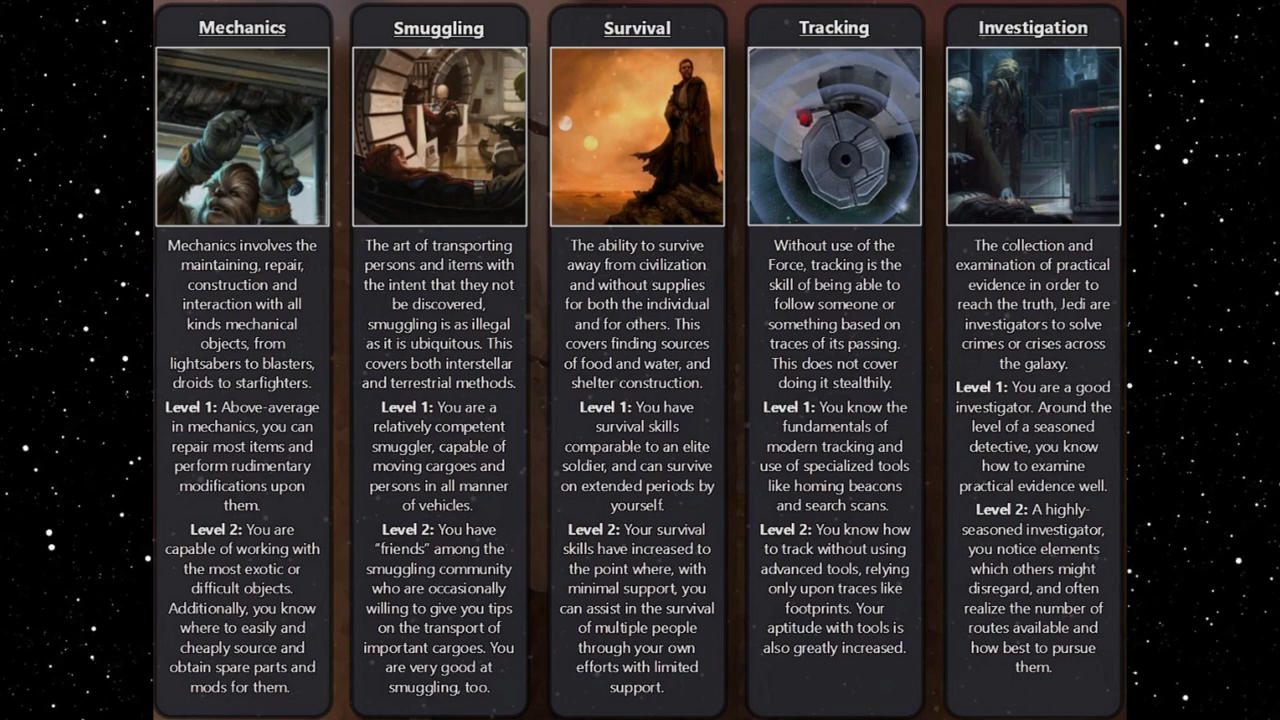 Mechanics
Mechanics involves the
maintaining, repair,
construction and
interaction with all
kinds mechanical
objects, from
lightsabers to blasters,
droids to starfighters.
Level 1: Above-average
in mechanics, you can
repair most items and
perform rudimentary
modifications upon
them.
Level 2: You are
capable of working with
the most exotic or
difficult objects.
Additionally, you know
where to easily and
cheaply source and
obtain spare parts and
mods for them.
Smuggling
The art of transporting
persons and items with
the intent that they not
be discovered,
smuggling is as illegal
as it is ubiquitous. This
covers both interstellar
and terrestrial methods.
Level 1: You are a
relatively competent
smuggler, capable of
moving cargoes and
persons in all manner
of vehicles.
Level 2: You have
“friends” among the
smuggling community
who are occasionally
willing to give you tips
on the transport of
important cargoes. You
are very good at
smuggling, too.
Survival
The ability to survive
away from civilization
and without supplies
for both the individual
and for others. This
covers finding sources
of food and water, and
shelter construction.
Level 1: You have
survival skills
comparable to an elite
soldier, and can survive
on extended periods by
yourself.
Level 2: Your survival
skills have increased to
the point where, with
minimal support, you
can assist in the survival
of multiple people
through your own
efforts with limited
support.
Tracking
Without use of the
Force, tracking is the
skill of being able to
follow someone or
something based on
traces of its passing.
This does not cover
doing it stealthily.
Level 1: You know the
fundamentals of
modern tracking and
use of specialized tools
like homing beacons
and search scans.
Level 2: You know how
to track without using
advanced tools, relying
only upon traces like
footprints. Your
aptitude with tools is
also greatly increased.
Investigation
The collection and
examination of practical
evidence in order to
reach the truth, Jedi are
investigators to solve
crimes or crises across
the galaxy.
Level 1: You are a good
investigator. Around the
level of a seasoned
detective, you know
how to examine
practical evidence well.
Level 2: A highly-
seasoned investigator,
you notice elements
which others might
disregard, and often
realize the number of
routes available and
how best to pursue
them.